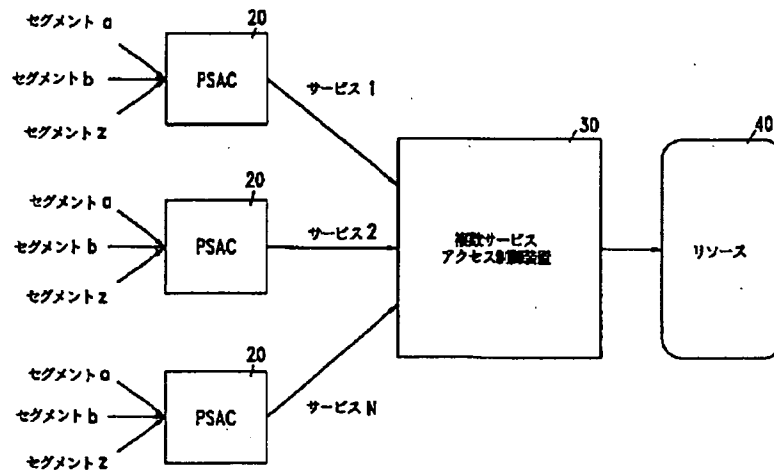 セグメント a
20
セグメント b
PSAC
セグメント z
サービス 1
セグメント a
20
セグメント b
PSAC
セグメント z
サービス 2
セグメント a
20
セグメント b
PSAC
セグメント z
サービス N
30
複数サービス
アクセス制御装置
40
リソース